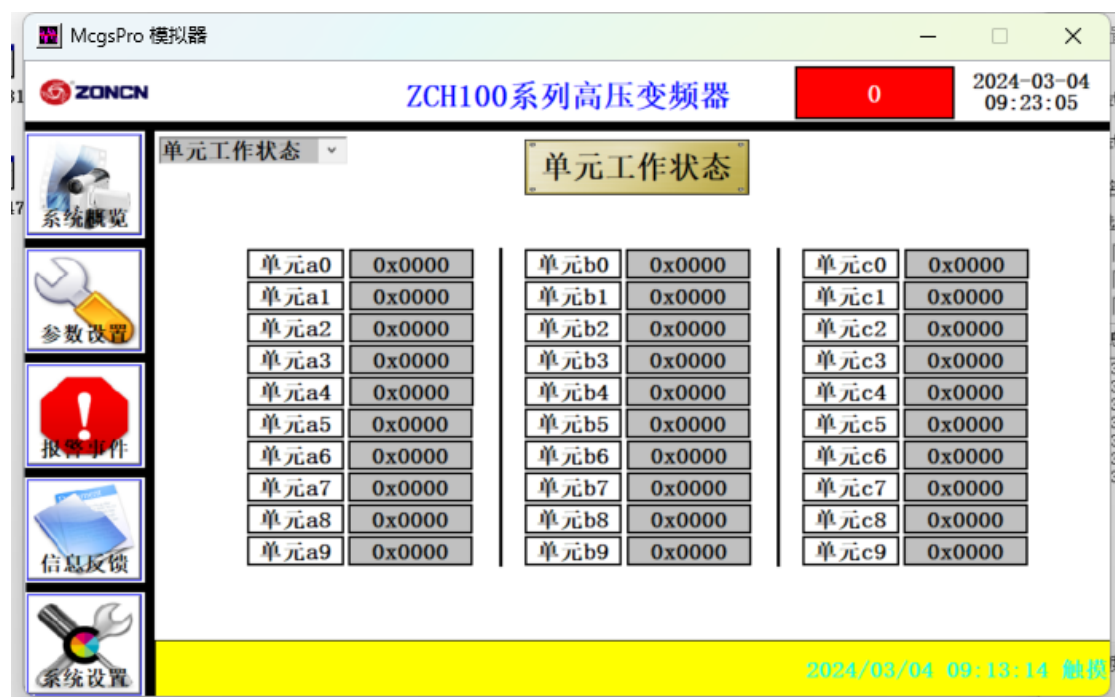 McgsPro 模拟器
ZONCN
ZCH100系列高压变频器
0
2024-03-04
09:23:05
单元工作状态
单元工作状态
系统概览
参数设置
报警事件
信息反馈
系统设置
单元a0 0x0000 单元b0 0x0000 单元c0 0x0000
单元a1 0x0000 单元b1 0x0000 单元c1 0x0000
单元a2 0x0000 单元b2 0x0000 单元c2 0x0000
单元a3 0x0000 单元b3 0x0000 单元c3 0x0000
单元a4 0x0000 单元b4 0x0000 单元c4 0x0000
单元a5 0x0000 单元b5 0x0000 单元c5 0x0000
单元a6 0x0000 单元b6 0x0000 单元c6 0x0000
单元a7 0x0000 单元b7 0x0000 单元c7 0x0000
单元a8 0x0000 单元b8 0x0000 单元c8 0x0000
单元a9 0x0000 单元b9 0x0000 单元c9 0x0000
2024/03/04 09:13:14 触摸